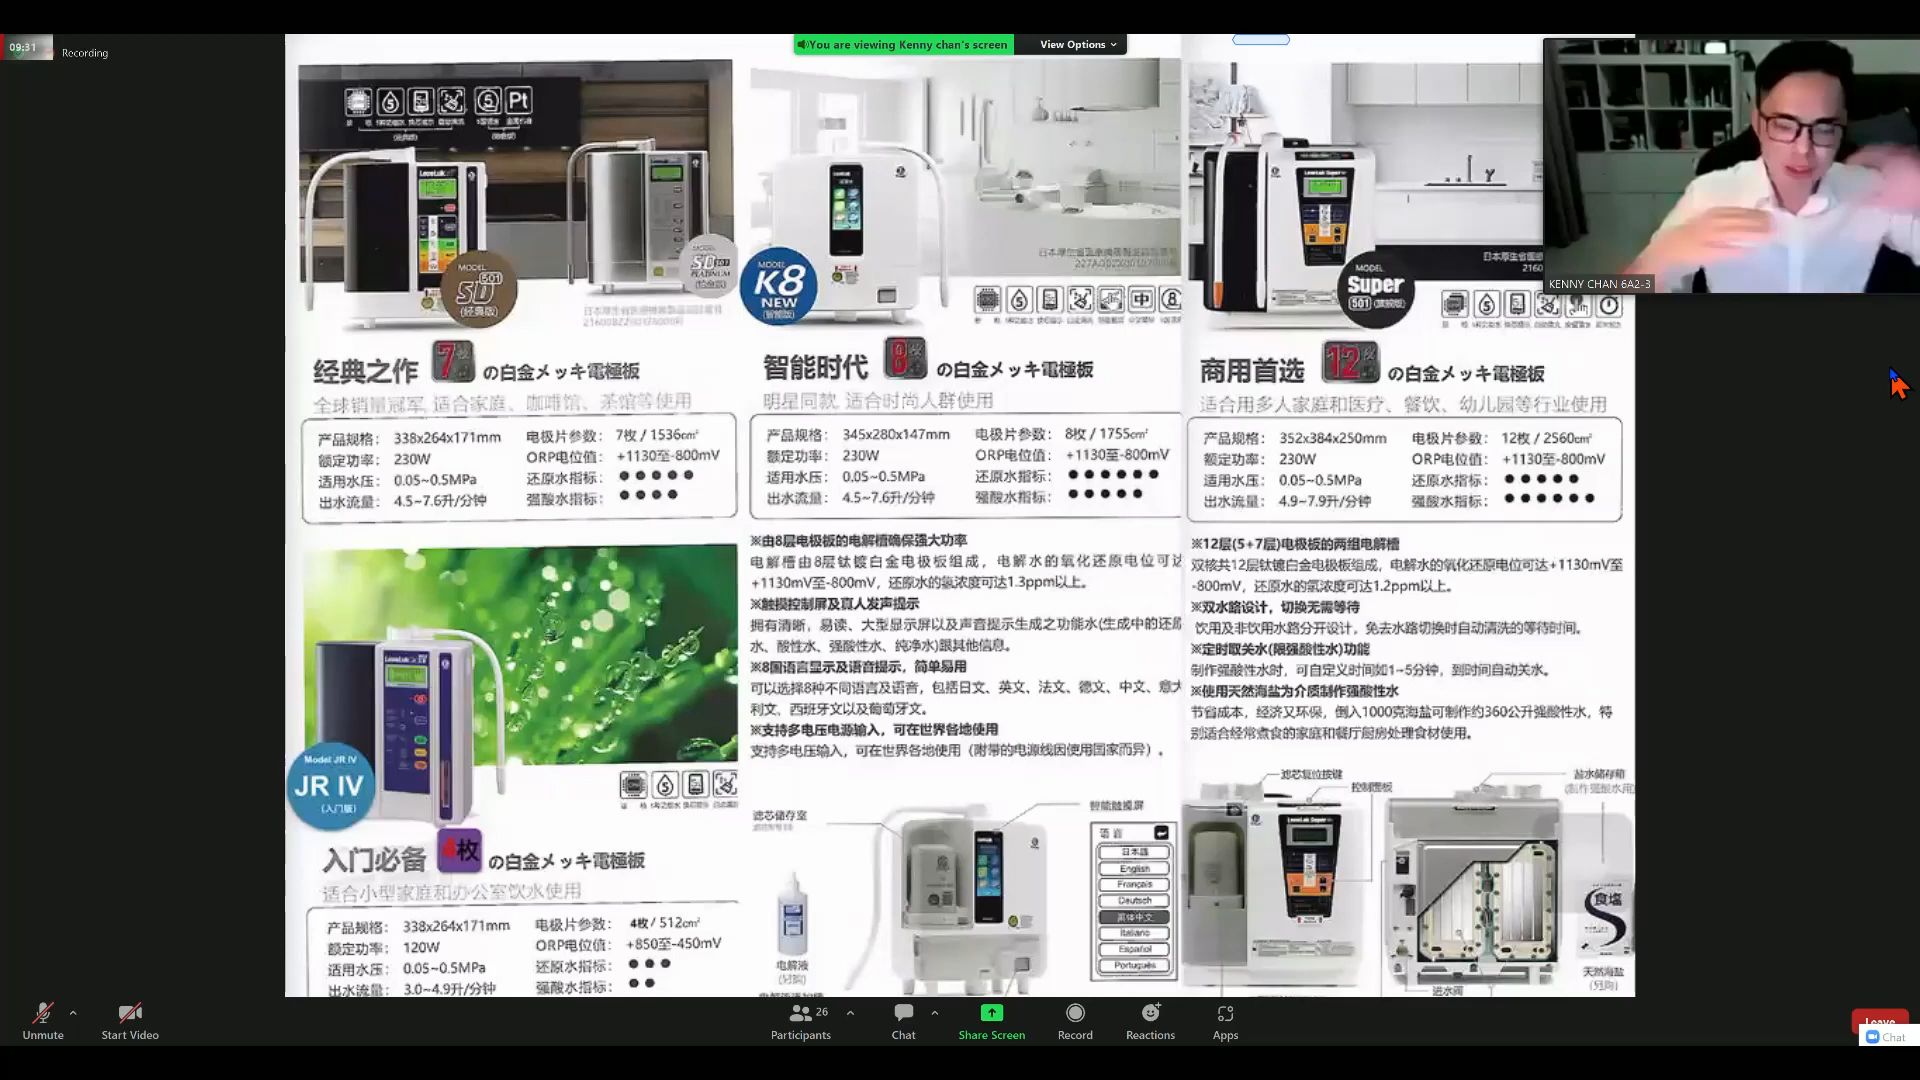 09:31
Recording
You are viewing Kenny chan's screen
View Options
KENNY CHAN 6A2-3
Pt
MODEL
SD 501
(经典版)
MODEL
SD
PLATINUM
MODEL
K8
NEW
(智能版)
MODEL
Super
501 (旗舰版)
经典之作 7枚 の白金メッキ電極板
全球销量冠军, 适合家庭、咖啡馆、茶馆等使用
产品规格： 338x264x171mm 电极片参数： 7枚 / 1536cm²
额定功率： 230W ORP电位值： +1130至-800mV
适用水压： 0.05~0.5MPa 还原水指标： ●●●●●
出水流量： 4.5~7.6升/分钟 强酸水指标： ●●●●
Model JR IV
JR IV
(入门版)
入门必备 4枚 の白金メッキ電極板
适合小型家庭和办公室饮水使用
产品规格： 338x264x171mm 电极片参数： 4枚 / 512cm²
额定功率： 120W ORP电位值： +850至-450mV
适用水压： 0.05~0.5MPa 还原水指标： ●●●
出水流量： 3.0~4.9升/分钟 强酸水指标： ●●
智能时代 8枚 の白金メッキ電極板
明星同款, 适合时尚人群使用
产品规格： 345x280x147mm 电极片参数： 8枚 / 1755cm²
额定功率： 230W ORP电位值： +1130至-800mV
适用水压： 0.05~0.5MPa 还原水指标： ●●●●●●
出水流量： 4.5~7.6升/分钟 强酸水指标： ●●●●●
※由8层电极板的电解槽确保强大功率
电解槽由8层钛镀白金电极板组成，电解水的氧化还原电位可达
+1130mV至-800mV，还原水的氢浓度可达1.3ppm以上。
※触摸控制屏及真人发声提示
拥有清晰，易读、大型显示屏以及声音提示生成之功能水(生成中的还原
水、酸性水、强酸性水、纯净水)跟其他信息。
※8国语言显示及语音提示，简单易用
可以选择8种不同语言及语音，包括日文、英文、法文、德文、中文、意大
利文、西班牙文以及葡萄牙文。
※支持多电压电源输入，可在世界各地使用
支持多电压输入，可在世界各地使用（附带的电源线因使用国家而异）。
滤芯储存室
智能触摸屏
电解液
(另购)
语言
日本語
English
Français
Deutsch
简体中文
Italiano
Español
Português
商用首选 12枚 の白金メッキ電極板
适合用多人家庭和医疗、餐饮、幼儿园等行业使用
产品规格： 352x384x250mm 电极片参数： 12枚 / 2560cm²
额定功率： 230W ORP电位值： +1130至-800mV
适用水压： 0.05~0.5MPa 还原水指标： ●●●●●
出水流量： 4.9~7.9升/分钟 强酸水指标： ●●●●●●
※12层(5+7层)电极板的两组电解槽
双核共12层钛镀白金电极板组成，电解水的氧化还原电位可达+1130mV至
-800mV，还原水的氢浓度可达1.2ppm以上。
※双水路设计，切换无需等待
饮用及非饮用水路分开设计，免去水路切换时自动清洗的等待时间。
※定时取关水(限强酸性水)功能
制作强酸性水时，可自定义时间如1~5分钟，到时间自动关水。
※使用天然海盐为介质制作强酸性水
节省成本，经济又环保，倒入1000克海盐可制作约360公升强酸性水，特
别适合经常煮食的家庭和餐厅厨房处理食材使用。
滤芯复位按键
控制面板
盐水储存箱
(制作强酸水用)
食塩
天然海盐
(另购)
进水阀
Unmute
Start Video
26
Participants
Chat
Share Screen
Record
Reactions
Apps
Leave
Chat